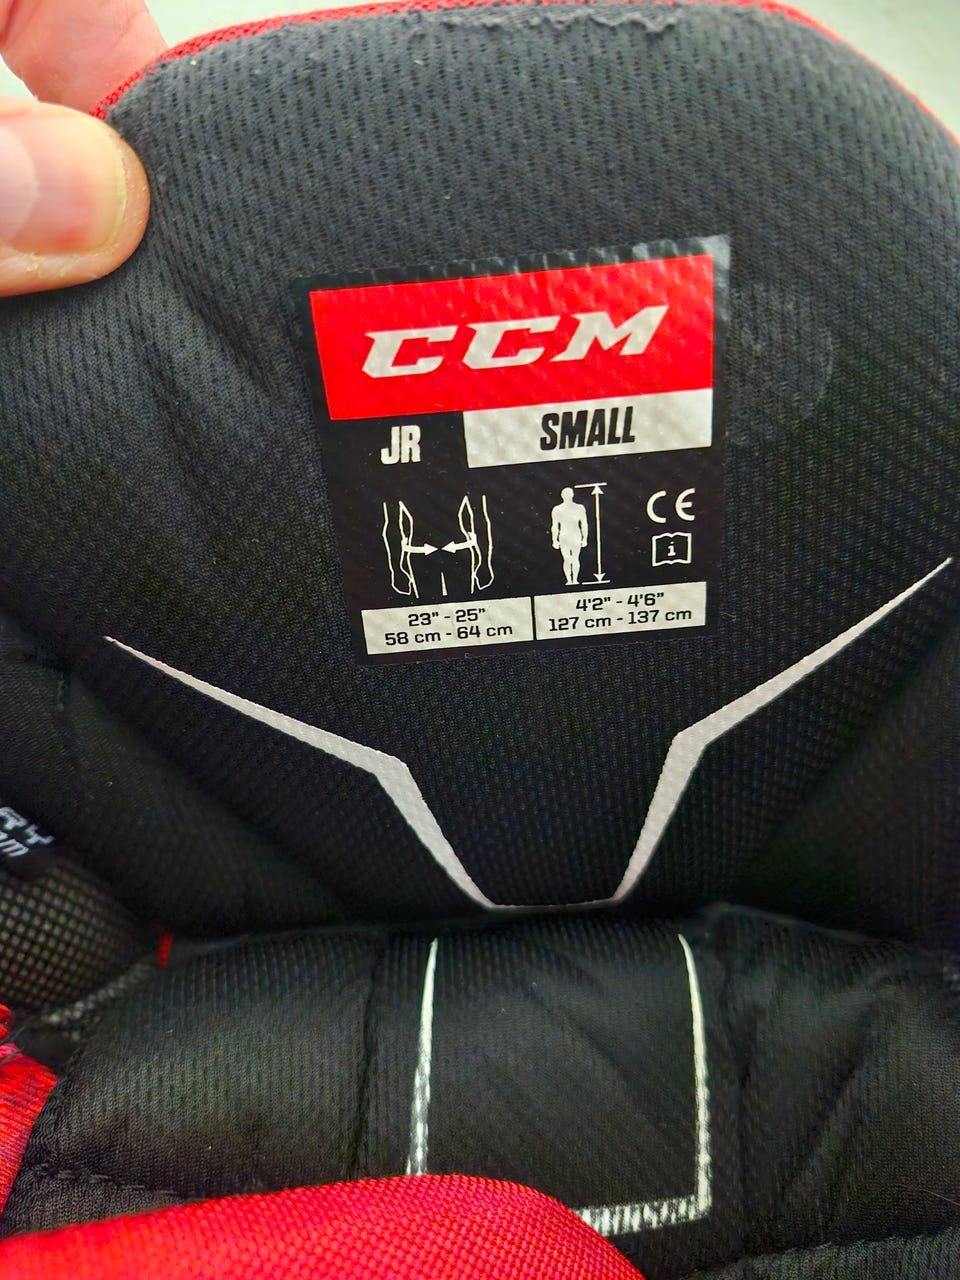 CCM
JR
SMALL
CE
i
23" - 25"
58 cm - 64 cm
4'2" - 4'6"
127 cm - 137 cm